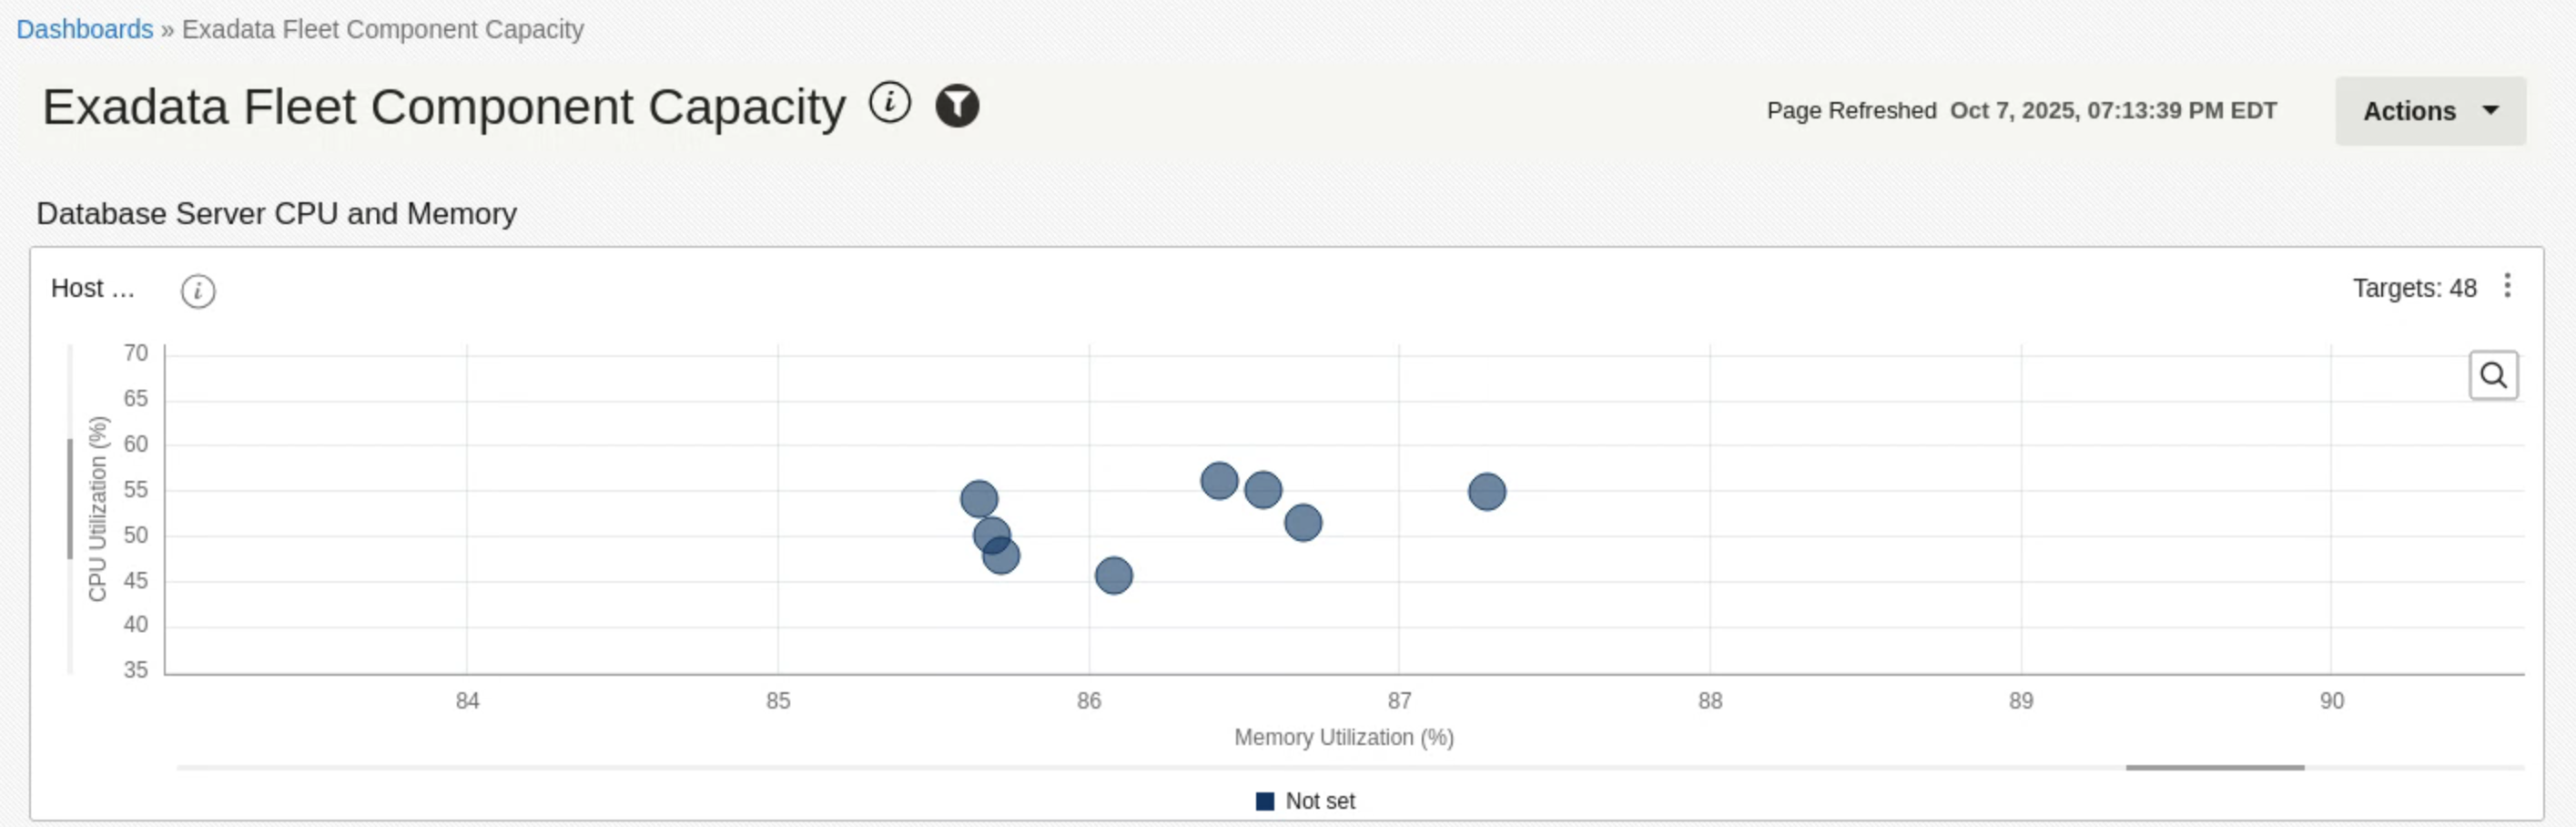 Dashboards » Exadata Fleet Component Capacity
Exadata Fleet Component Capacity
Page Refreshed Oct 7, 2025, 07:13:39 PM EDT
Actions
Database Server CPU and Memory
Host ...
Targets: 48
CPU Utilization (%)
70
65
60
55
50
45
40
35
84 85 86 87 88 89 90
Memory Utilization (%)
Not set